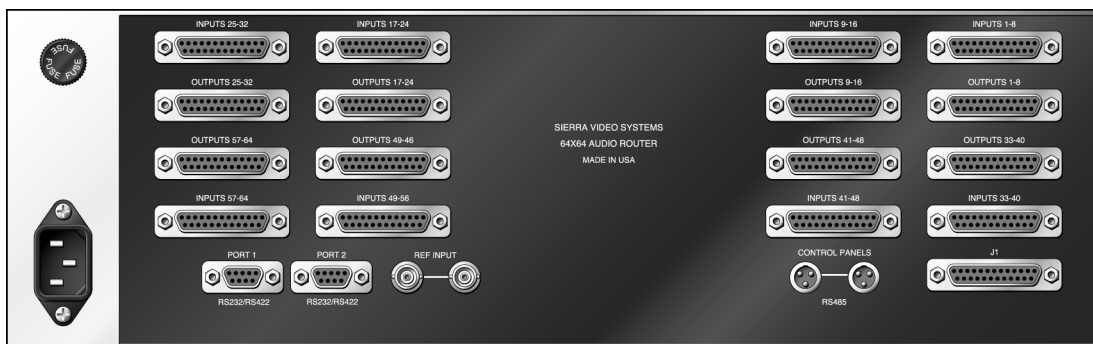 INPUTS 25-32 INPUTS 17-24 INPUTS 9-16 INPUTS 1-8
FUSE FUSE FUSE
OUTPUTS 25-32 OUTPUTS 17-24 OUTPUTS 9-16 OUTPUTS 1-8
SIERRA VIDEO SYSTEMS
64X64 AUDIO ROUTER
MADE IN USA
OUTPUTS 57-64 OUTPUTS 49-46 OUTPUTS 41-48 OUTPUTS 33-40
INPUTS 57-64 INPUTS 49-56 INPUTS 41-48 INPUTS 33-40
PORT 1 PORT 2 REF INPUT CONTROL PANELS J1
RS232/RS422 RS232/RS422 RS485